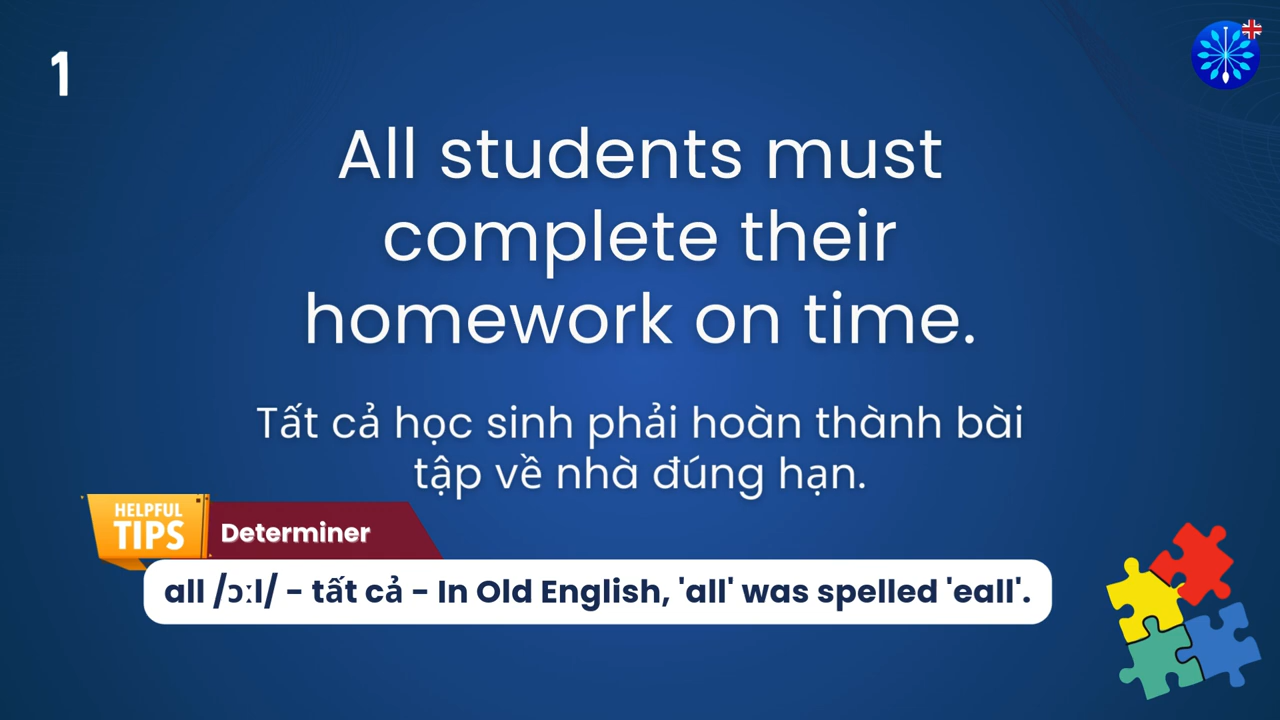 1
All students must
complete their
homework on time.
Tất cả học sinh phải hoàn thành bài
tập về nhà đúng hạn.
HELPFUL
TIPS
Determiner
all /ɔːl/ - tất cả - In Old English, 'all' was spelled 'eall'.